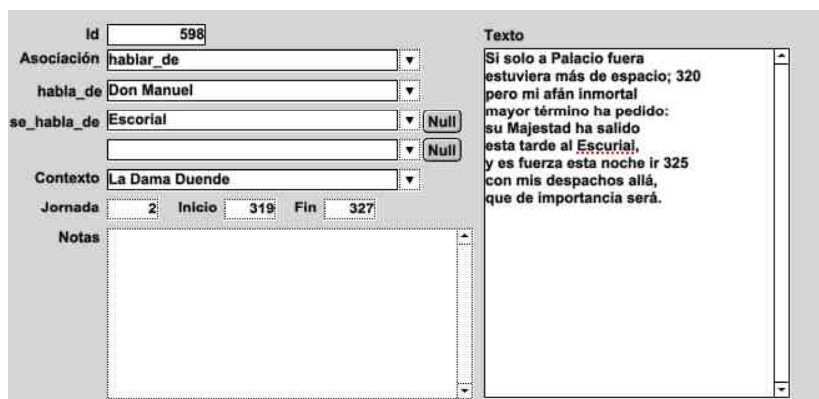 Id 598
Asociación hablar_de
habla_de Don Manuel
se_habla_de Escorial Null
Null
Contexto La Dama Duende
Jornada 2 Inicio 319 Fin 327
Notas
Texto
Si solo a Palacio fuera
estuviera más de espacio; 320
pero mi afán inmortal
mayor término ha pedido:
su Majestad ha salido
esta tarde al Escurial,
y es fuerza esta noche ir 325
con mis despachos allá,
que de importancia será.